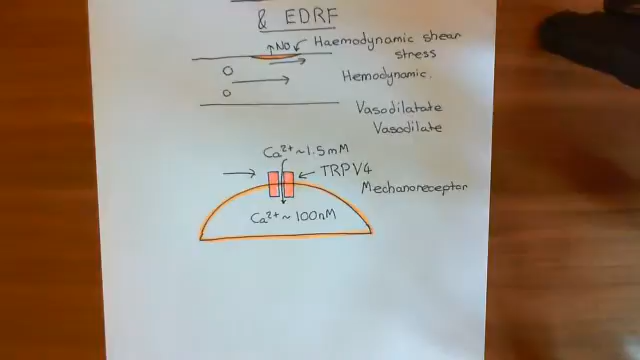 & EDRF
↑NO
Haemodynamic shear
stress
Hemodynamic.
Vasodilatate
Vasodilate
Ca²⁺~1.5mM
TRPV4
Mechanoreceptor
Ca²⁺~100nM